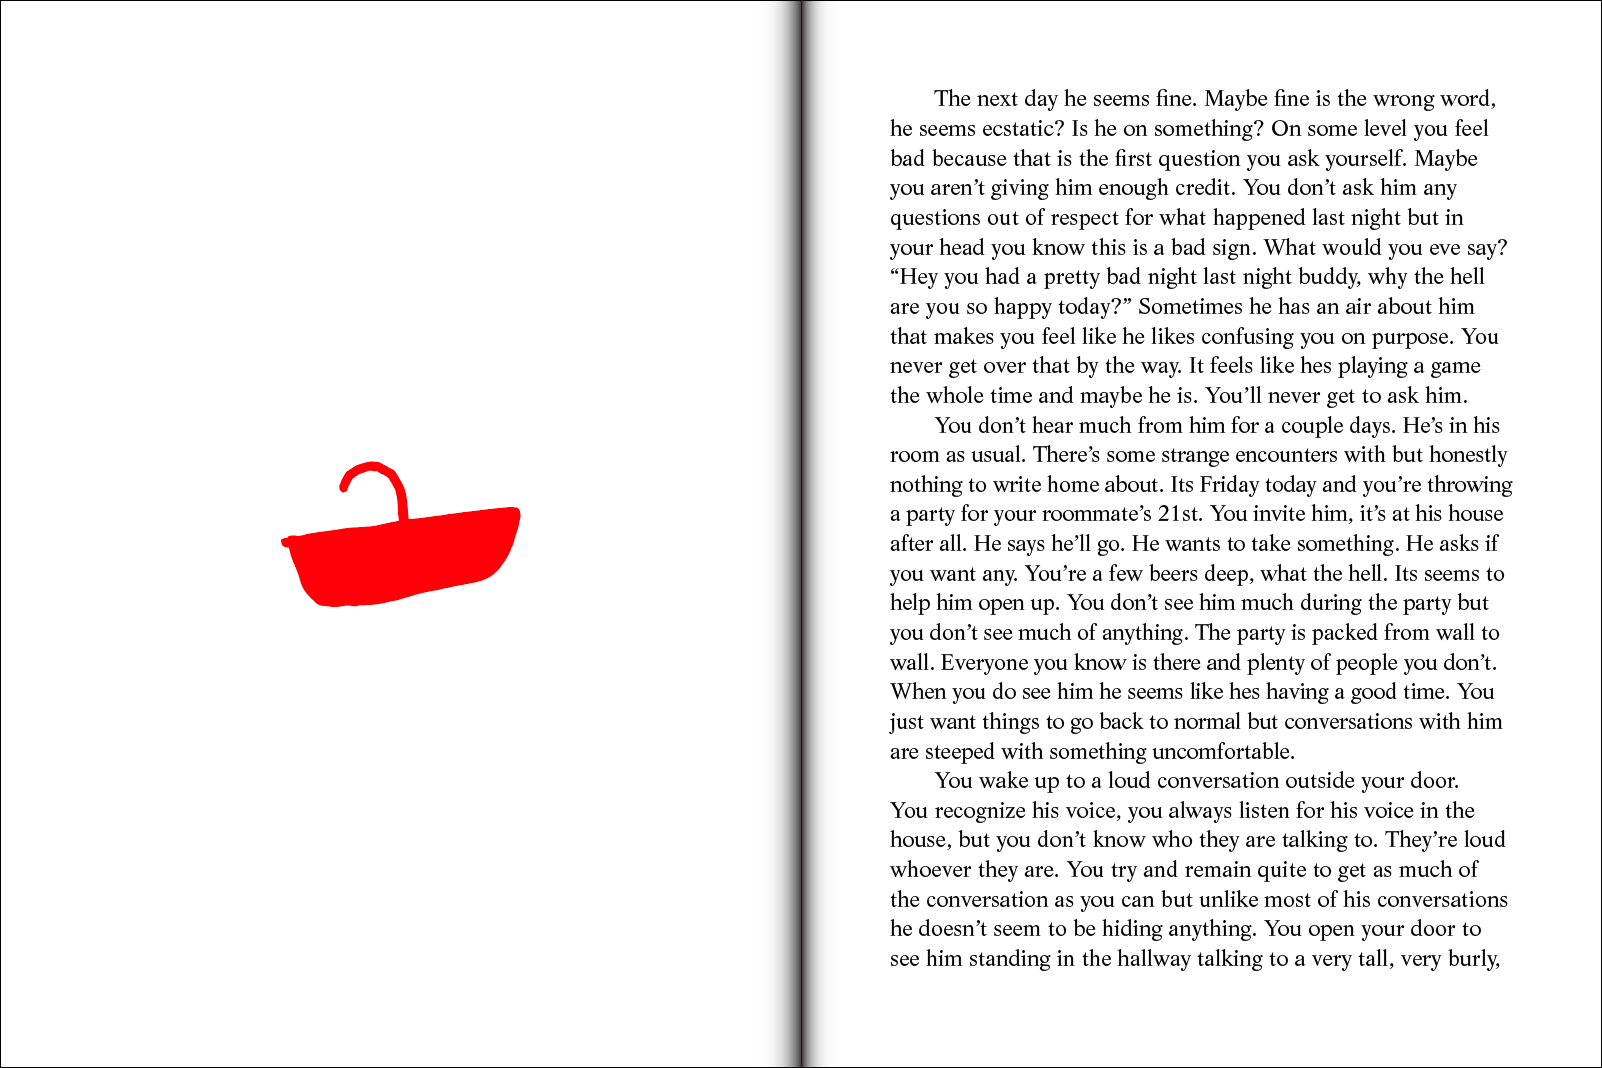 The next day he seems fine. Maybe fine is the wrong word,
he seems ecstatic? Is he on something? On some level you feel
bad because that is the first question you ask yourself. Maybe
you aren’t giving him enough credit. You don’t ask him any
questions out of respect for what happened last night but in
your head you know this is a bad sign. What would you eve say?
“Hey you had a pretty bad night last night buddy, why the hell
are you so happy today?” Sometimes he has an air about him
that makes you feel like he likes confusing you on purpose. You
never get over that by the way. It feels like hes playing a game
the whole time and maybe he is. You’ll never get to ask him.
You don’t hear much from him for a couple days. He’s in his
room as usual. There’s some strange encounters with but honestly
nothing to write home about. Its Friday today and you’re throwing
a party for your roommate’s 21st. You invite him, it’s at his house
after all. He says he’ll go. He wants to take something. He asks if
you want any. You’re a few beers deep, what the hell. Its seems to
help him open up. You don’t see him much during the party but
you don’t see much of anything. The party is packed from wall to
wall. Everyone you know is there and plenty of people you don’t.
When you do see him he seems like hes having a good time. You
just want things to go back to normal but conversations with him
are steeped with something uncomfortable.
You wake up to a loud conversation outside your door.
You recognize his voice, you always listen for his voice in the
house, but you don’t know who they are talking to. They’re loud
whoever they are. You try and remain quite to get as much of
the conversation as you can but unlike most of his conversations
he doesn’t seem to be hiding anything. You open your door to
see him standing in the hallway talking to a very tall, very burly,